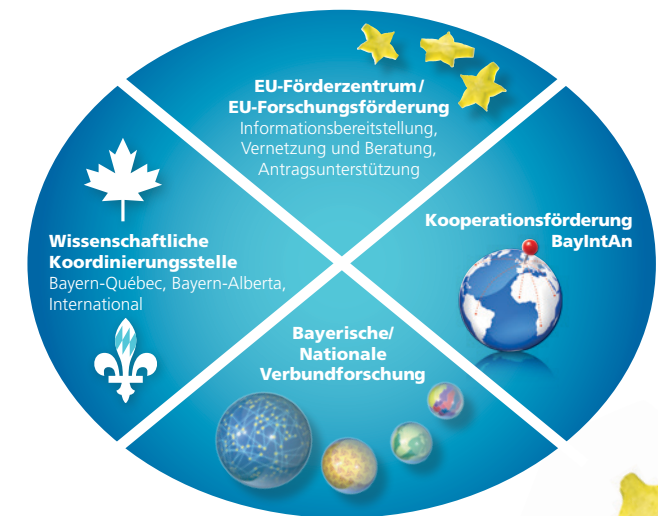 EU-Förderzentrum/
EU-Forschungsförderung
Informationsbereitstellung,
Vernetzung und Beratung,
Antragsunterstützung
Wissenschaftliche
Koordinierungsstelle
Bayern-Québec, Bayern-Alberta,
International
Kooperationsförderung
BayIntAn
Bayerische/
Nationale
Verbundforschung